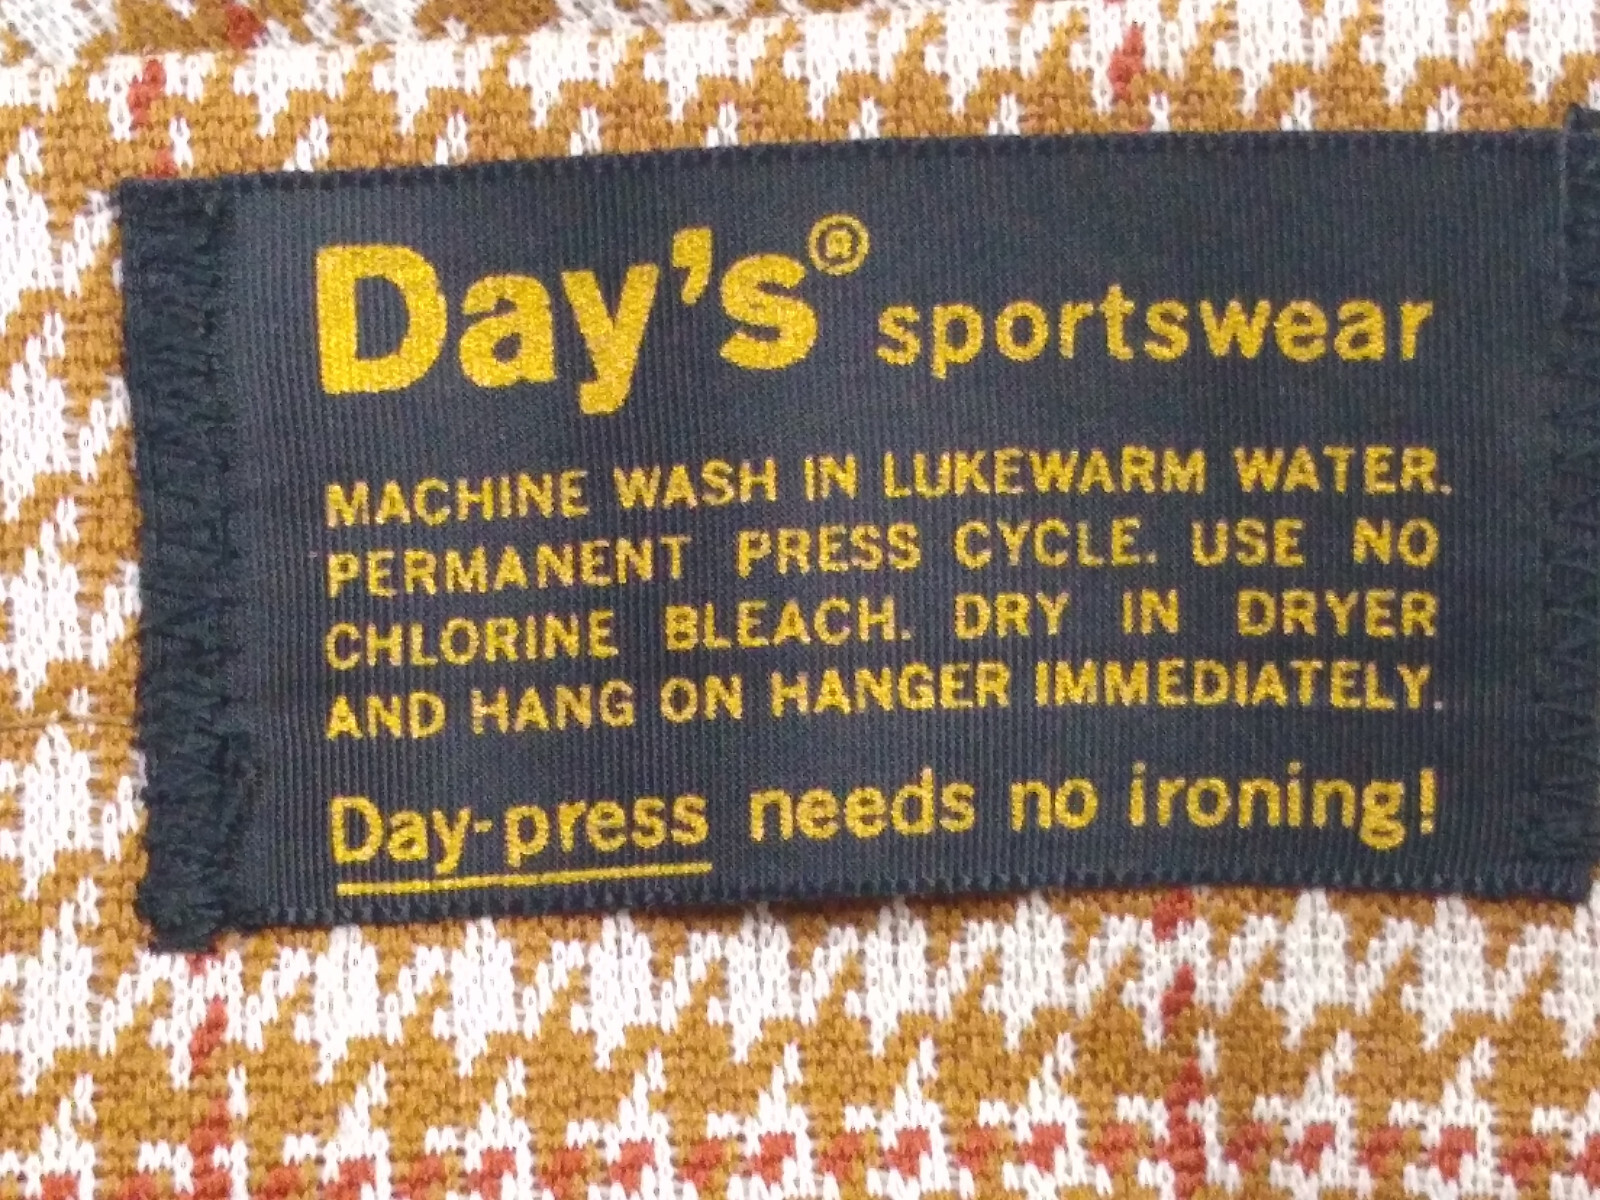 Day's® sportswear
MACHINE WASH IN LUKEWARM WATER.
PERMANENT PRESS CYCLE. USE NO
CHLORINE BLEACH. DRY IN DRYER
AND HANG ON HANGER IMMEDIATELY.
Day-press needs no ironing!